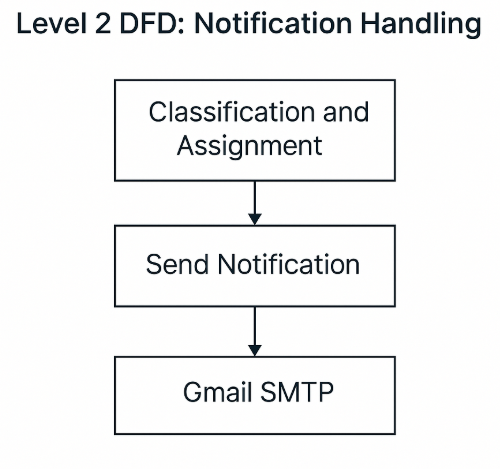 Level 2 DFD: Notification Handling
Classification and
Assignment
Send Notification
Gmail SMTP